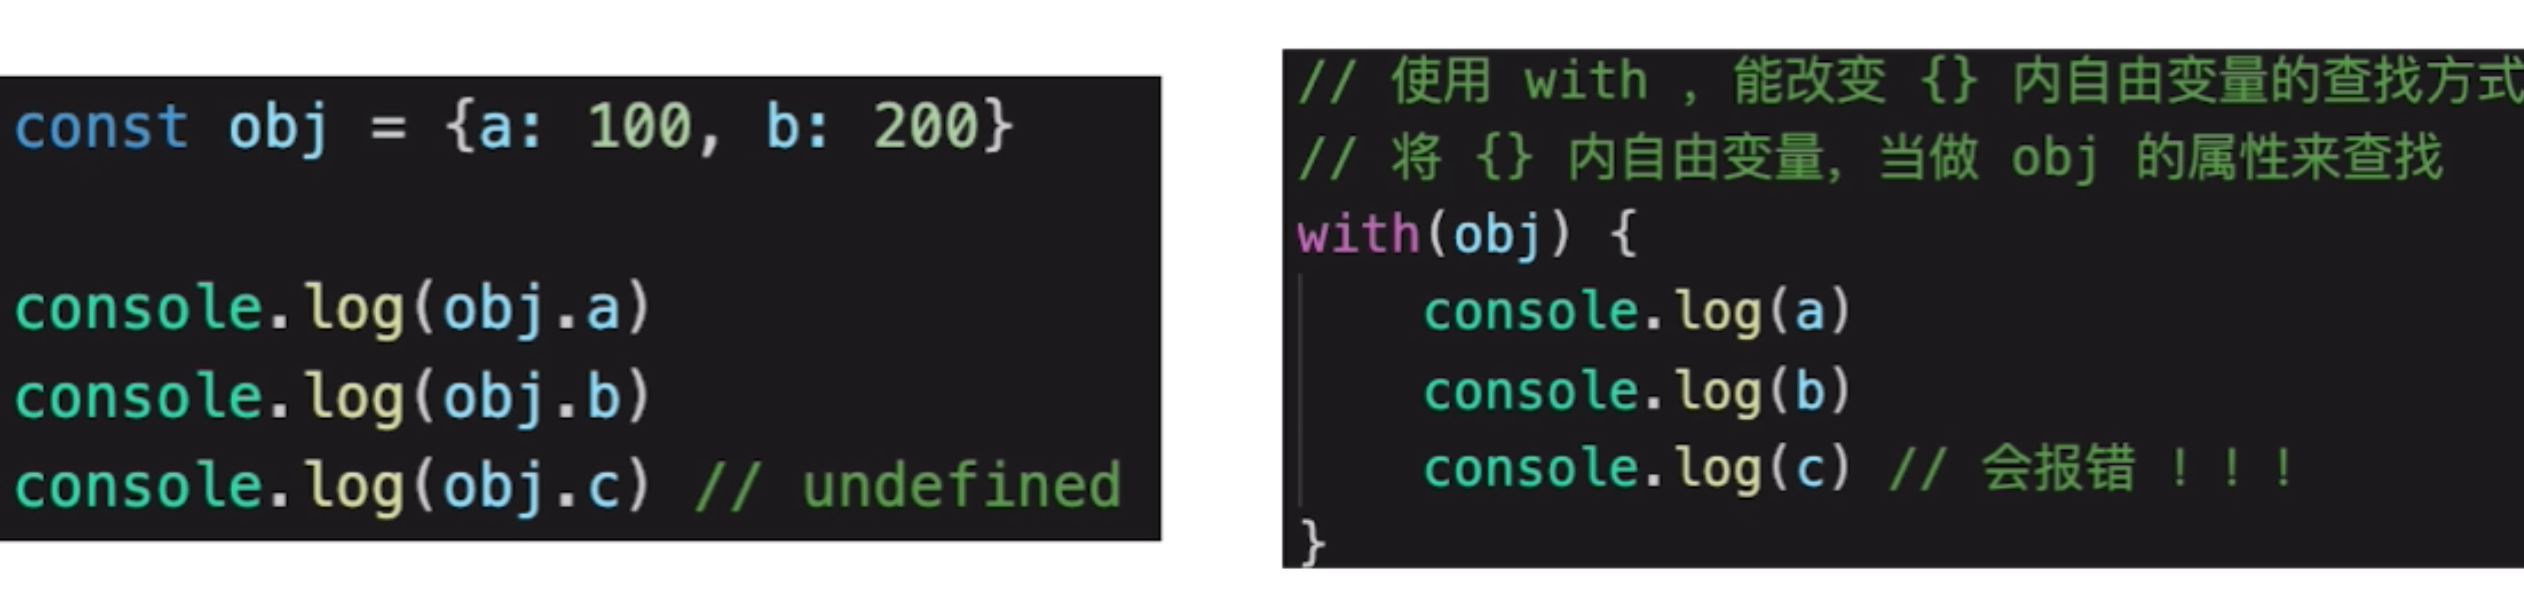 const obj = {a: 100, b: 200}
console.log(obj.a)
console.log(obj.b)
console.log(obj.c) // undefined
// 使用 with , 能改变 {} 内自由变量的查找方式
// 将 {} 内自由变量，当做 obj 的属性来查找
with(obj) {
console.log(a)
console.log(b)
console.log(c) // 会报错 ！！！
}